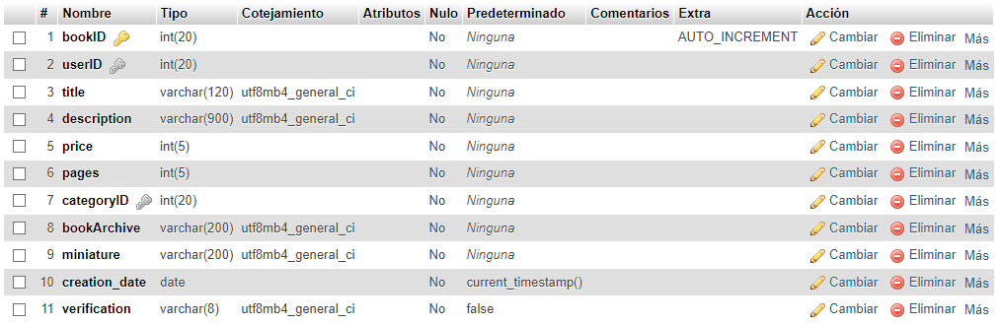 # Nombre Tipo Cotejamiento Atributos Nulo Predeterminado Comentarios Extra Acción
1 bookID int(20) No Ninguna AUTO_INCREMENT Cambiar Eliminar Más
2 userID int(20) No Ninguna Cambiar Eliminar Más
3 title varchar(120) utf8mb4_general_ci No Ninguna Cambiar Eliminar Más
4 description varchar(900) utf8mb4_general_ci No Ninguna Cambiar Eliminar Más
5 price int(5) No Ninguna Cambiar Eliminar Más
6 pages int(5) No Ninguna Cambiar Eliminar Más
7 categoryID int(20) No Ninguna Cambiar Eliminar Más
8 bookArchive varchar(200) utf8mb4_general_ci No Ninguna Cambiar Eliminar Más
9 miniature varchar(200) utf8mb4_general_ci No Ninguna Cambiar Eliminar Más
10 creation_date date No current_timestamp() Cambiar Eliminar Más
11 verification varchar(8) utf8mb4_general_ci No false Cambiar Eliminar Más